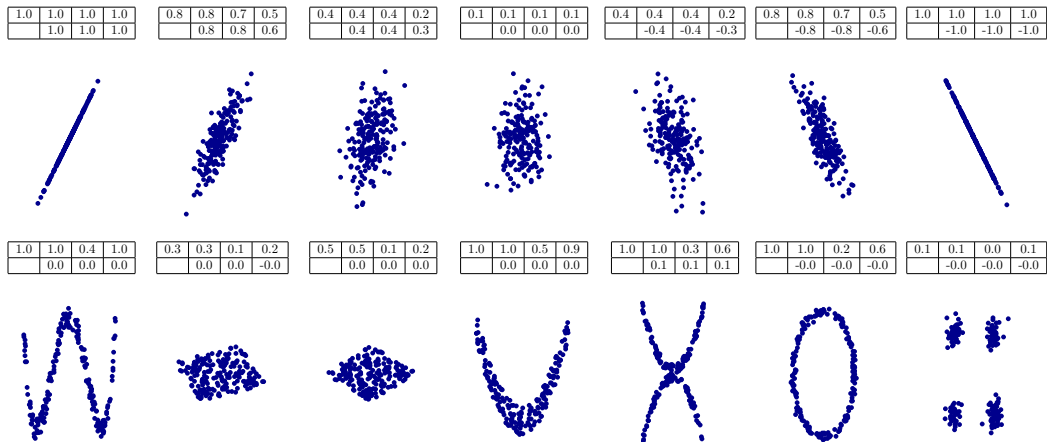 1.0 1.0 1.0 1.0
1.0 1.0 1.0
0.8 0.8 0.7 0.5
0.8 0.8 0.6
0.4 0.4 0.4 0.2
0.4 0.4 0.3
0.1 0.1 0.1 0.1
0.0 0.0 0.0
0.4 0.4 0.4 0.2
-0.4 -0.4 -0.3
0.8 0.8 0.7 0.5
-0.8 -0.8 -0.6
1.0 1.0 1.0 1.0
-1.0 -1.0 -1.0
1.0 1.0 0.4 1.0
0.0 0.0 0.0
0.3 0.3 0.1 0.2
0.0 0.0 -0.0
0.5 0.5 0.1 0.2
0.0 0.0 0.0
1.0 1.0 0.5 0.9
0.0 0.0 0.0
1.0 1.0 0.3 0.6
0.1 0.1 0.1
1.0 1.0 0.2 0.6
-0.0 -0.0 -0.0
0.1 0.1 0.0 0.1
-0.0 -0.0 -0.0